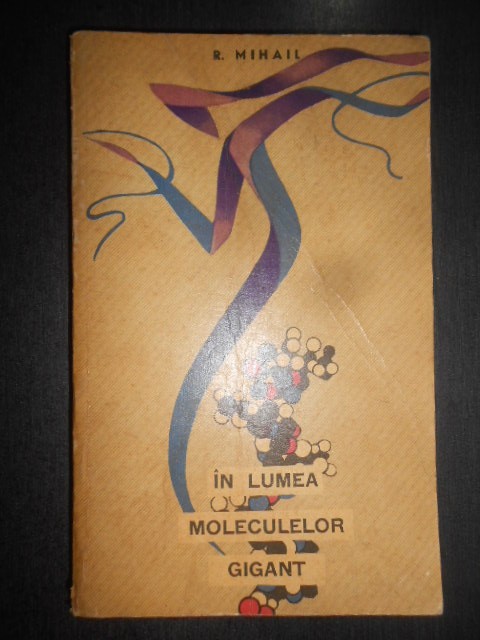 R. MIHAIL
ÎN LUMEA
MOLECULELOR
GIGANT